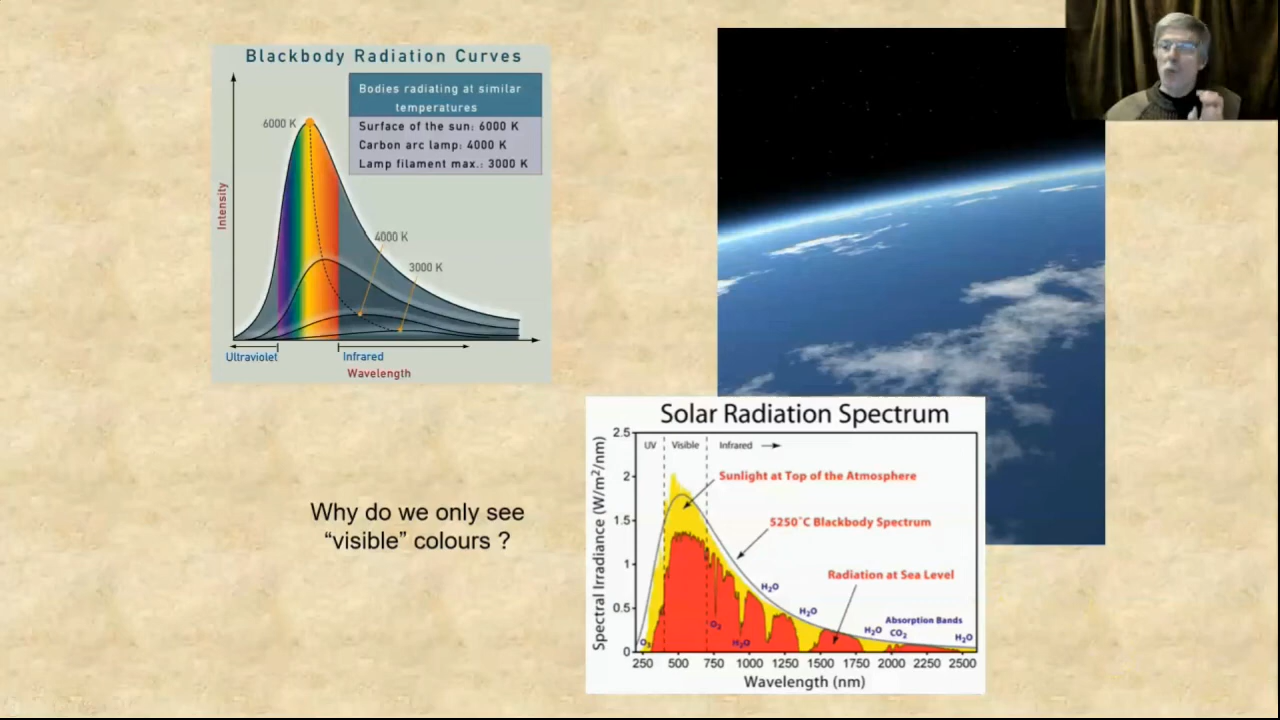 Blackbody Radiation Curves
Bodies radiating at similar
temperatures
Surface of the sun: 6000 K
Carbon arc lamp: 4000 K
Lamp filament max.: 3000 K
6000 K
4000 K
3000 K
Intensity
Ultraviolet
Infrared
Wavelength
Why do we only see
“visible” colours ?
Solar Radiation Spectrum
UV
Visible
Infrared
Sunlight at Top of the Atmosphere
5250°C Blackbody Spectrum
Radiation at Sea Level
Absorption Bands
H2O
H2O
H2O
CO2
H2O
O3
O2
H2O
Spectral Irradiance (W/m2/nm)
2.5
2
1.5
1
0.5
0
250 500 750 1000 1250 1500 1750 2000 2250 2500
Wavelength (nm)